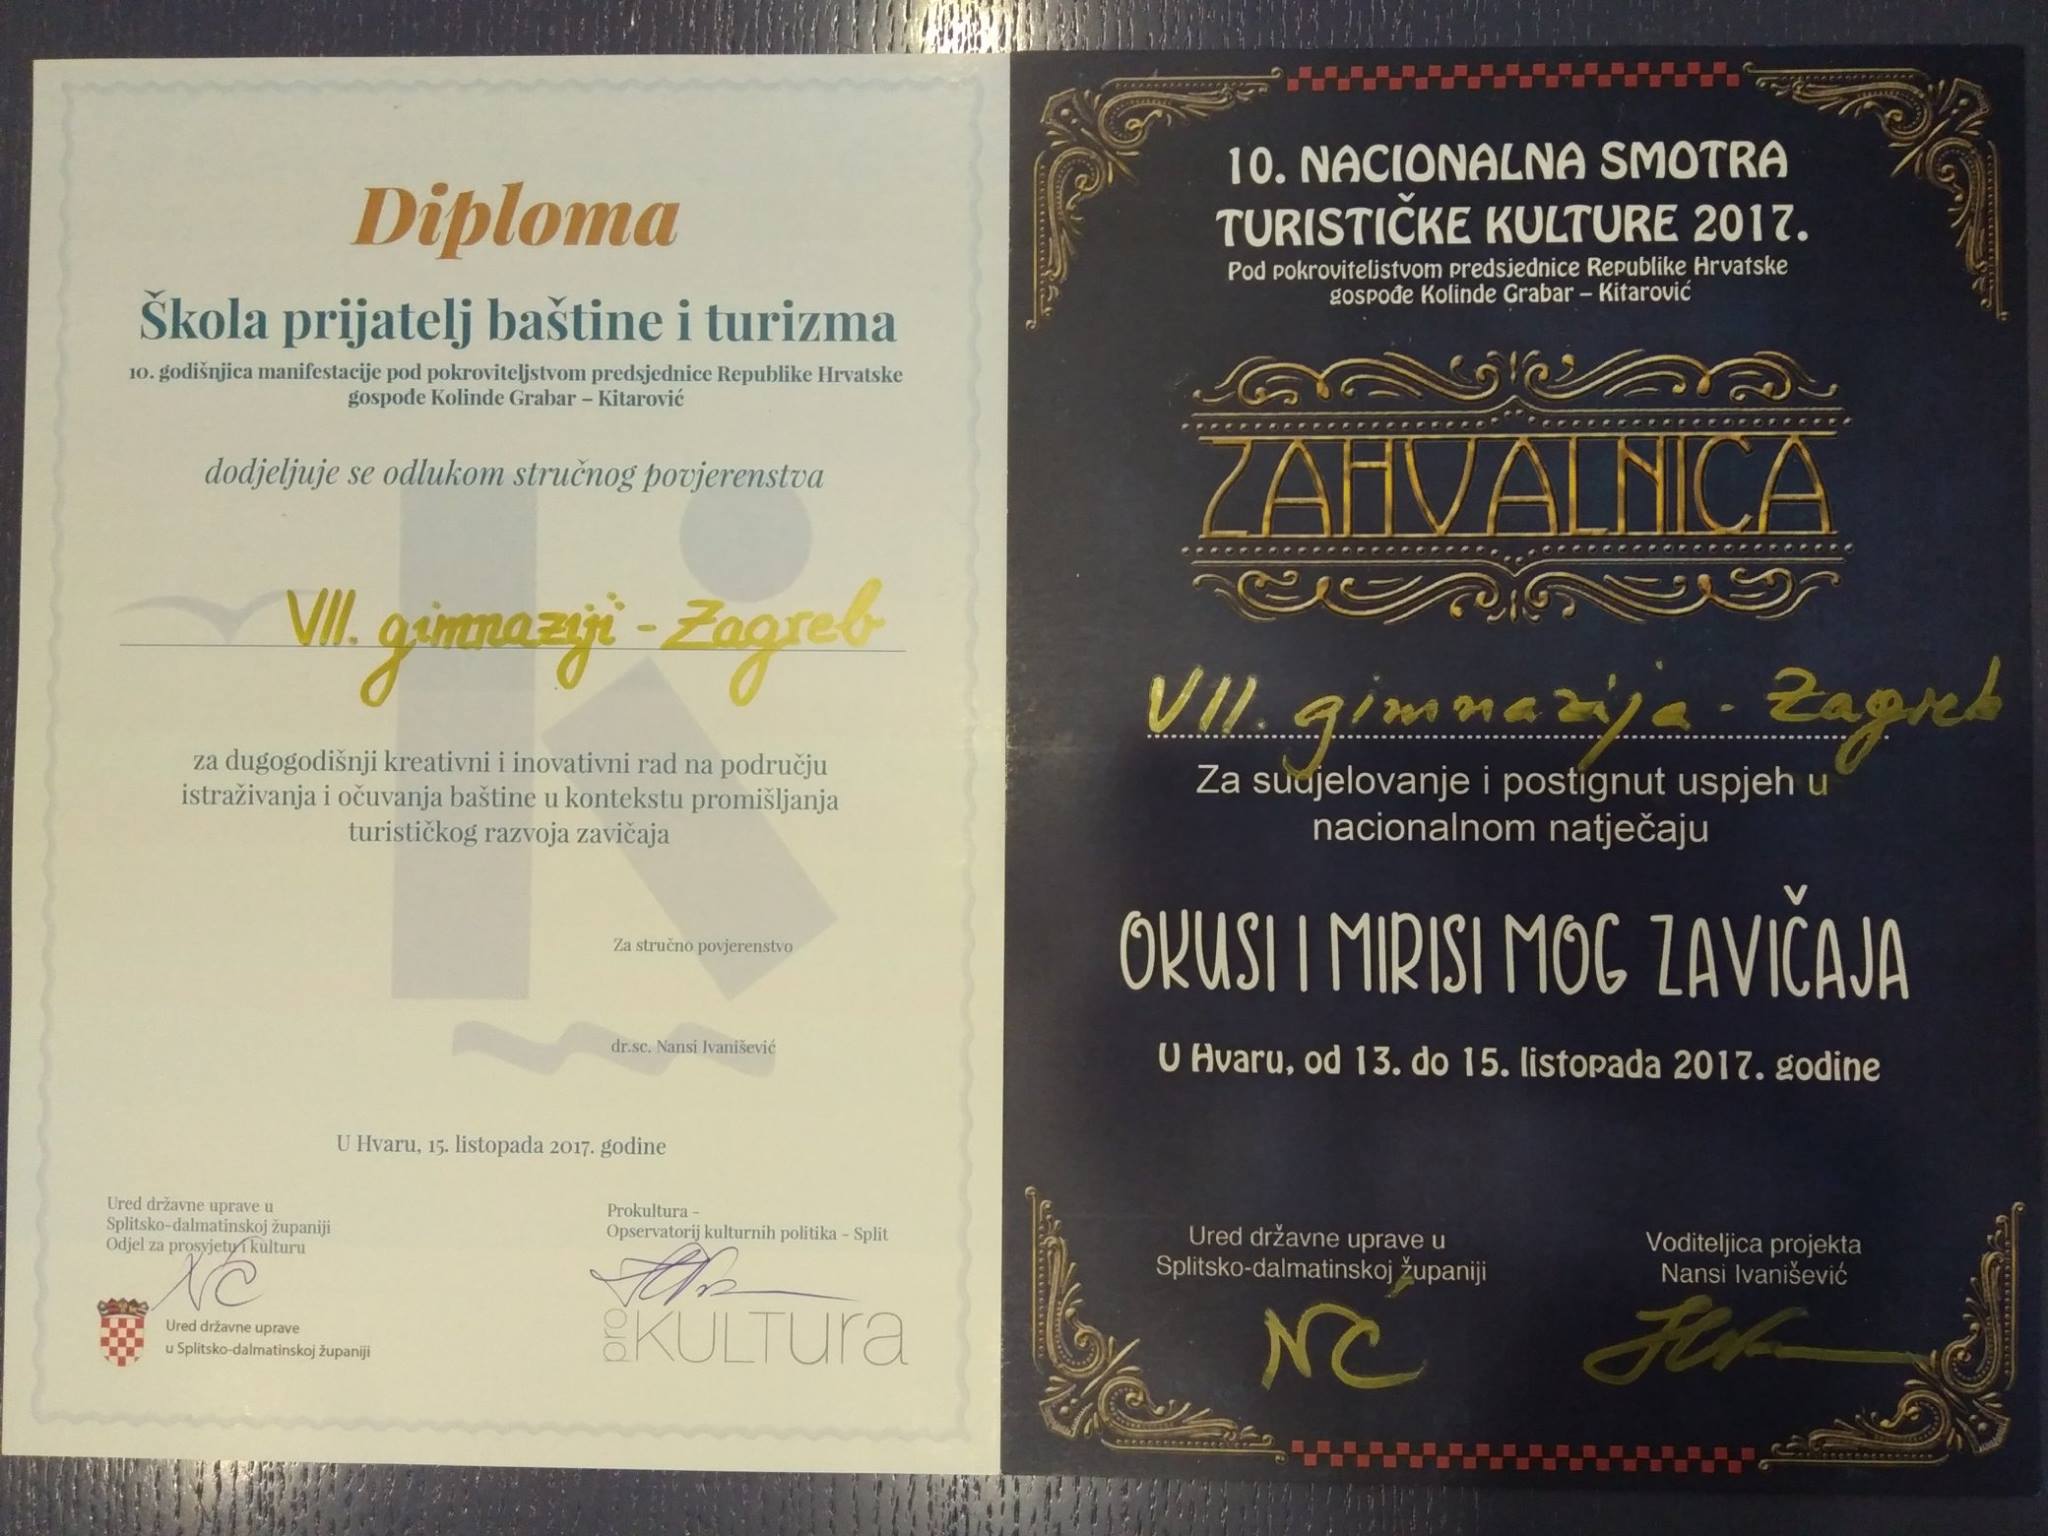 Diploma
Škola prijatelj baštine i turizma
10. godišnjica manifestacije pod pokroviteljstvom predsjednice Republike Hrvatske
gospođe Kolinde Grabar – Kitarović
dodjeljuje se odlukom stručnog povjerenstva
VII. gimnaziji - Zagreb
za dugogodišnji kreativni i inovativni rad na području
istraživanja i očuvanja baštine u kontekstu promišljanja
turističkog razvoja zavičaja
Za stručno povjerenstvo
dr.sc. Nansi Ivanišević
U Hvaru, 15. listopada 2017. godine
Ured državne uprave u
Splitsko-dalmatinskoj županiji
Odjel za prosvjetu i kulturu
Ured državne uprave
u Splitsko-dalmatinskoj županiji
Prokultura –
Opservatorij kulturnih politika – Split
pro KULTura
10. NACIONALNA SMOTRA
TURISTIČKE KULTURE 2017.
Pod pokroviteljstvom predsjednice Republike Hrvatske
gospođe Kolinde Grabar – Kitarović
ZAHVALNICA
VII. gimnazija - Zagreb
Za sudjelovanje i postignut uspjeh u
nacionalnom natječaju
OKUSI I MIRISI MOG ZAVIČAJA
U Hvaru, od 13. do 15. listopada 2017. godine
Ured državne uprave u
Splitsko-dalmatinskoj županiji
NĆ
Voditeljica projekta
Nansi Ivanišević